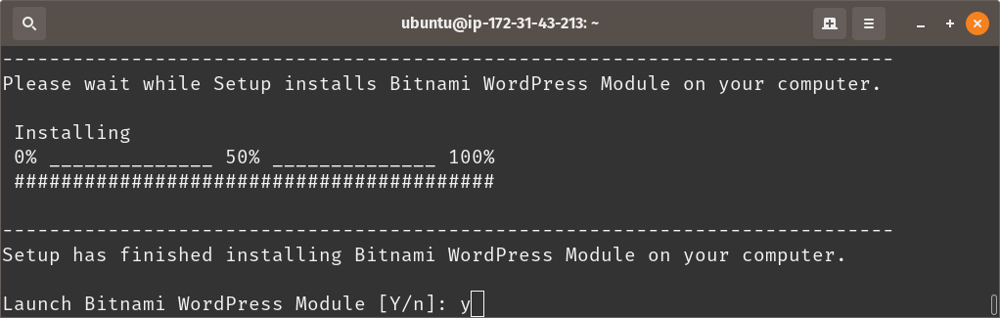 ubuntu@ip-172-31-43-213: ~
----------------------------------------------------------------------------
Please wait while Setup installs Bitnami WordPress Module on your computer.
Installing
0% ______________ 50% ______________ 100%
#########################################
----------------------------------------------------------------------------
Setup has finished installing Bitnami WordPress Module on your computer.
Launch Bitnami WordPress Module [Y/n]: y